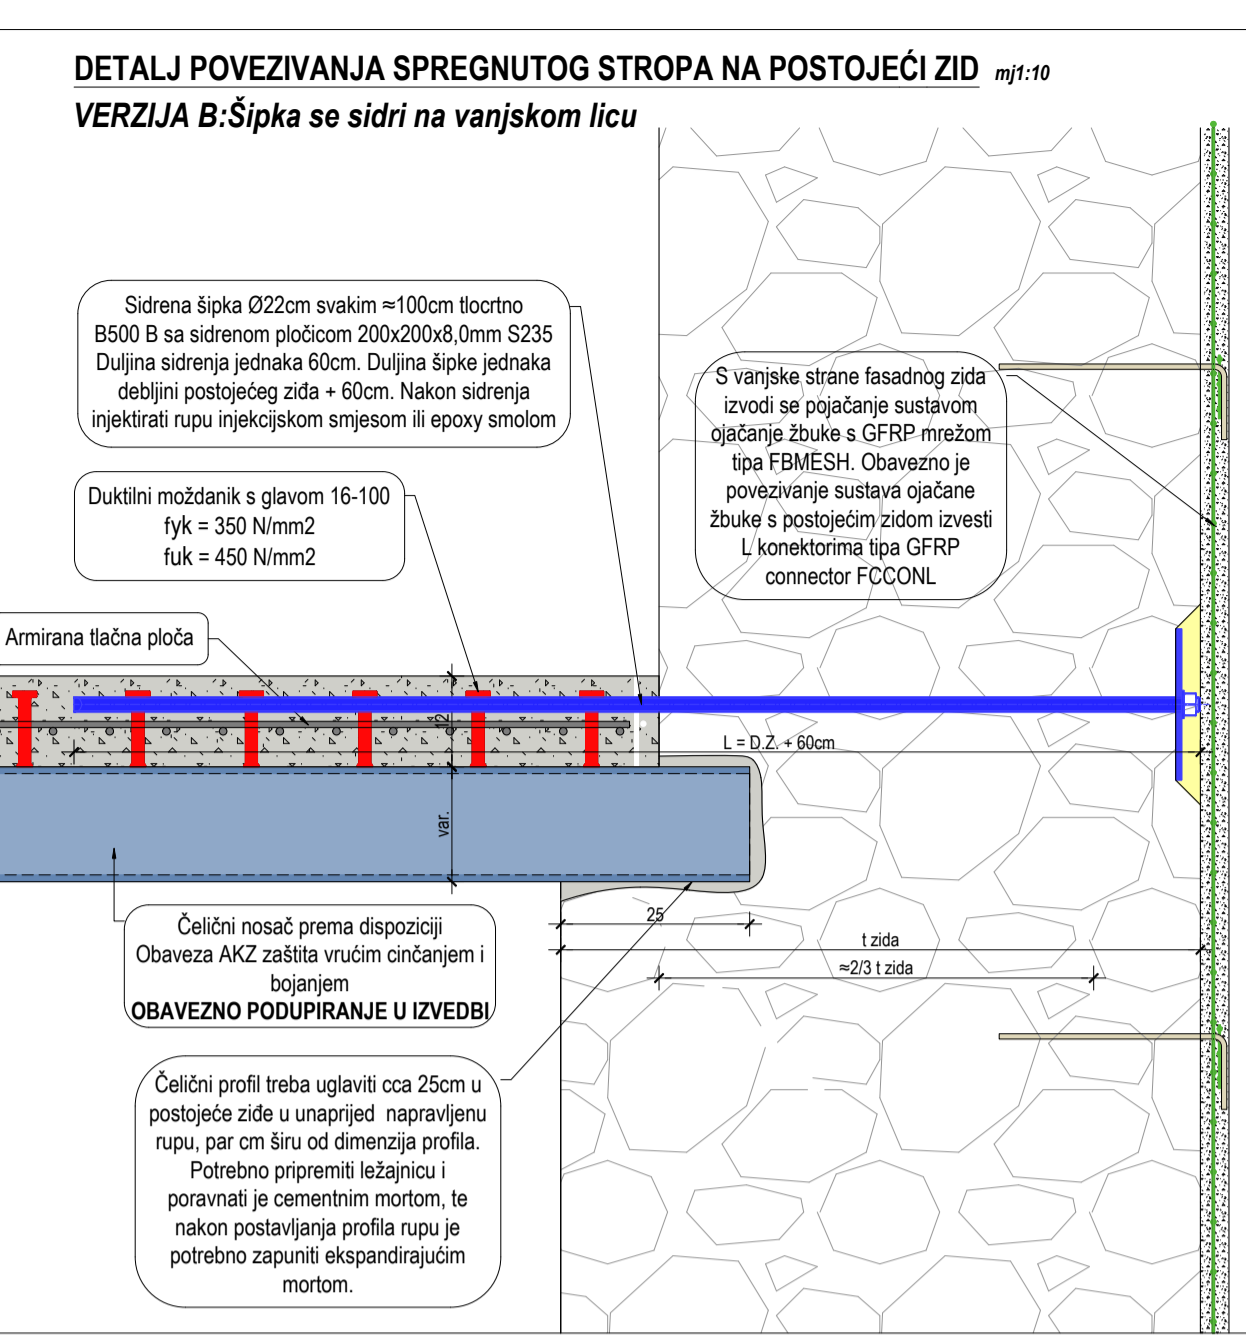 DETALJ POVEZIVANJA SPREGNUTOG STROPA NA POSTOJEĆI ZID mj1:10
VERZIJA B:Šipka se sidri na vanjskom licu
Sidrena šipka Ø22cm svakim ≈100cm tlocrtno
B500 B sa sidrenom pločicom 200x200x8,0mm S235
Duljina sidrenja jednaka 60cm. Duljina šipke jednaka
debljini postojećeg ziđa + 60cm. Nakon sidrenja
injektirati rupu injekcijskom smjesom ili epoxy smolom
S vanjske strane fasadnog zida
izvodi se pojačanje sustavom
ojačanje žbuke s GFRP mrežom
tipa FBMESH. Obavezno je
povezivanje sustava ojačane
žbuke s postojećim zidom izvesti
L konektorima tipa GFRP
connector FCCONL
Duktilni moždanik s glavom 16-100
fyk = 350 N/mm2
fuk = 450 N/mm2
Armirana tlačna ploča
12
L = D.Z. + 60cm
var.
25
t zida
≈2/3 t zida
Čelični nosač prema dispoziciji
Obaveza AKZ zaštita vrućim cinčanjem i
bojanjem
OBAVEZNO PODUPIRANJE U IZVEDBI
Čelični profil treba uglaviti cca 25cm u
postojeće ziđe u unaprijed napravljenu
rupu, par cm širu od dimenzija profila.
Potrebno pripremiti ležajnicu i
poravnati je cementnim mortom, te
nakon postavljanja profila rupu je
potrebno zapuniti ekspandirajućim
mortom.